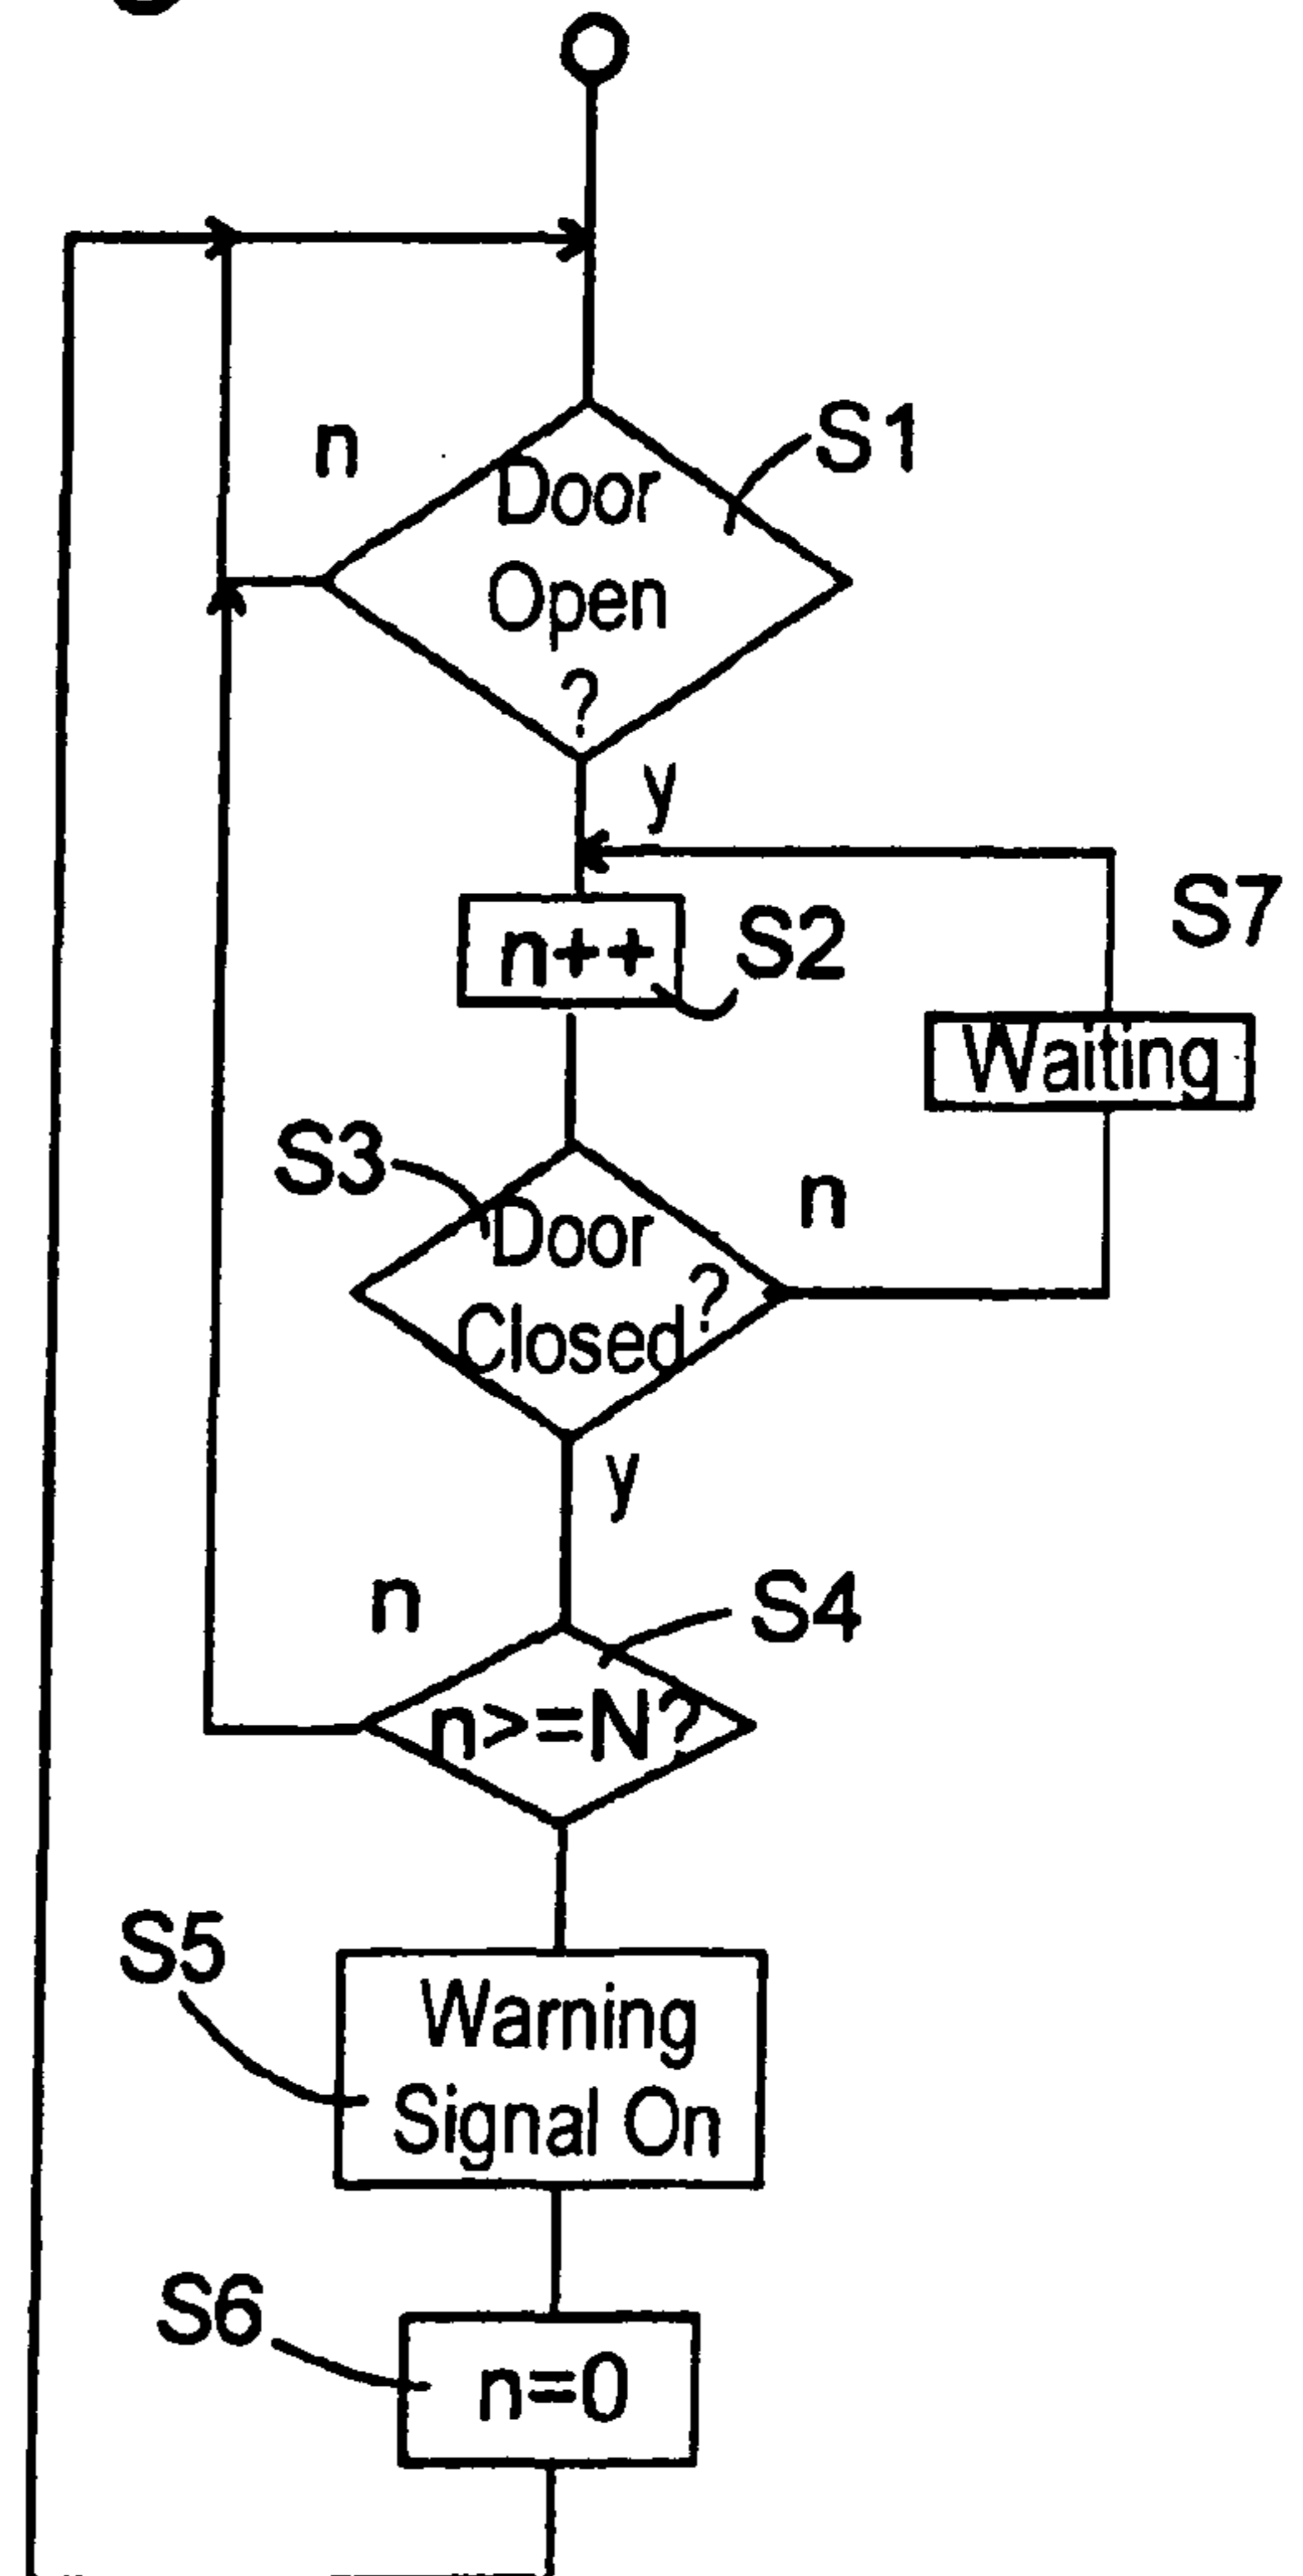 n
S1
Door
Open
?
y
n++
S2
S7
Waiting
S3
n
Door
Closed?
y
n
S4
n>=N?
S5
Warning
Signal On
S6
n=0